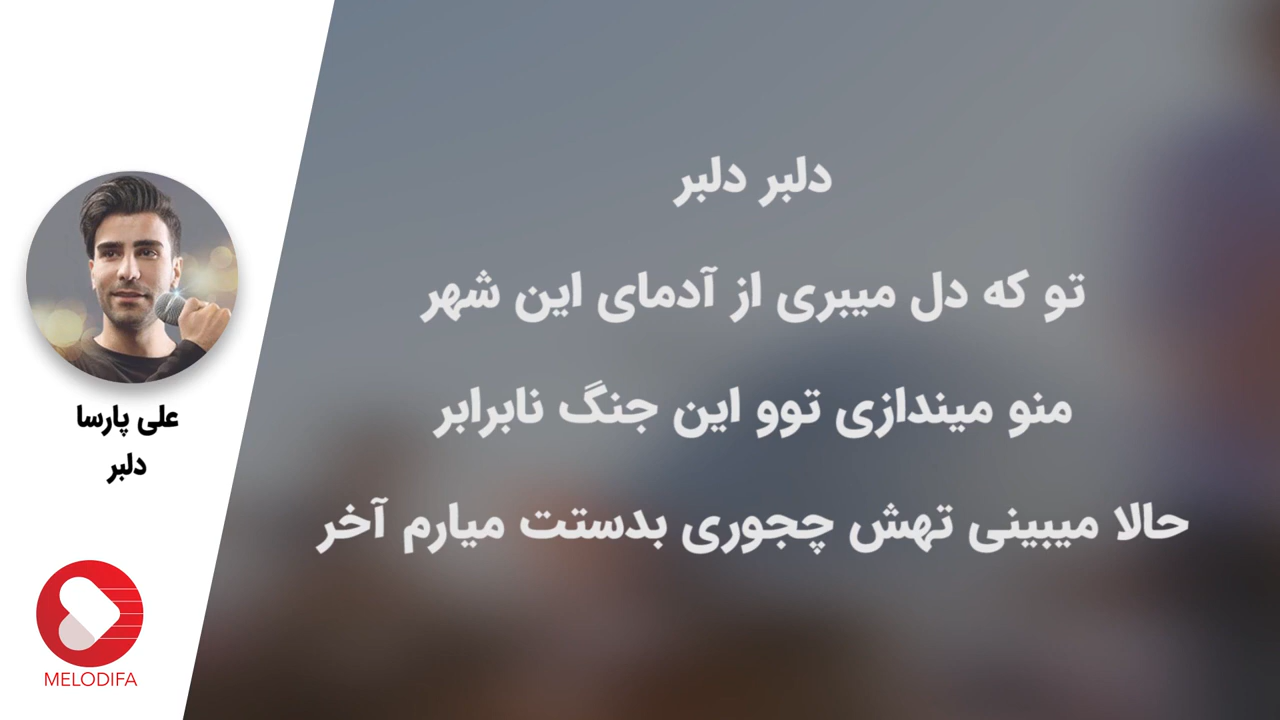 دلبر دلبر
تو که دل میبری از آدمای این شهر
منو میندازی توو این جنگ نابرابر
حالا میبینی تهش چجوری بدستت میارم آخر
علی پارسا
دلبر
MELODIFA